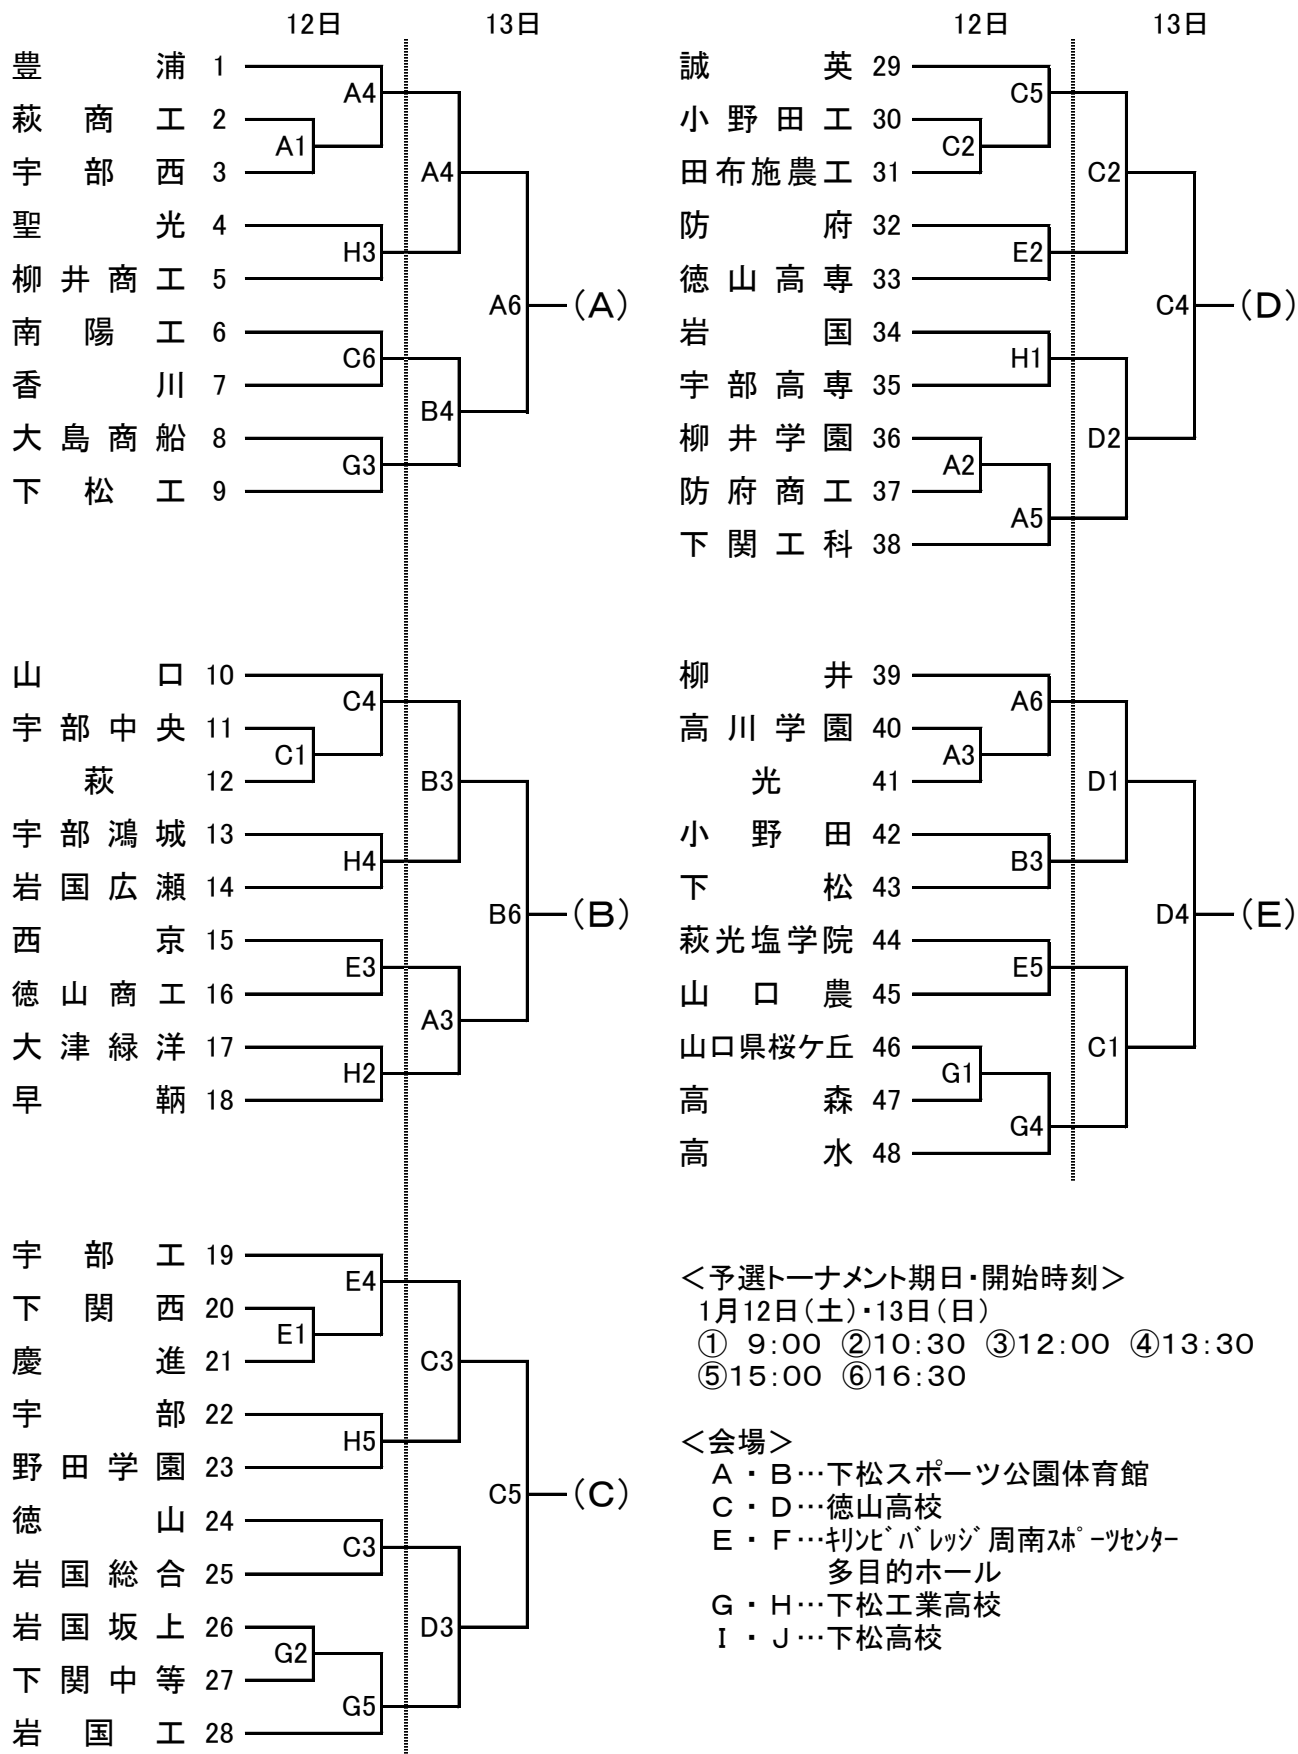 12日 13日
豊浦 1
A4
萩商工 2
A1
宇部西 3
A4
聖光 4
H3
柳井商工 5
A6 (A)
南陽工 6
C6
香川 7
B4
大島商船 8
G3
下松工 9
山口 10
C4
宇部中央 11
C1
萩 12
B3
宇部鴻城 13
H4
岩国広瀬 14
B6 (B)
西京 15
E3
徳山商工 16
A3
大津緑洋 17
H2
早鞆 18
宇部工 19
E4
下関西 20
E1
慶進 21
C3
宇部 22
H5
野田学園 23
C5 (C)
徳山 24
C3
岩国総合 25
岩国坂上 26
D3
G2
下関中等 27
G5
岩国工 28
12日 13日
誠英 29
C5
小野田工 30
C2
田布施農工 31
C2
防府 32
E2
徳山高専 33
C4 (D)
岩国 34
H1
宇部高専 35
柳井学園 36
D2
A2
防府商工 37
A5
下関工科 38
柳井 39
A6
高川学園 40
A3
光 41
D1
小野田 42
B3
下松 43
D4 (E)
萩光塩学院 44
E5
山口農 45
山口県桜ケ丘 46
C1
G1
高森 47
G4
高水 48
＜予選トーナメント期日・開始時刻＞
1月12日（土）・13日（日）
① 9:00 ②10:30 ③12:00 ④13:30
⑤15:00 ⑥16:30
＜会場＞
A・B…下松スポーツ公園体育館
C・D…徳山高校
E・F…ｷﾘﾝﾋﾞﾊﾞﾚｯｼﾞ周南ｽﾎﾟｰﾂｾﾝﾀｰ
多目的ホール
G・H…下松工業高校
I・J…下松高校